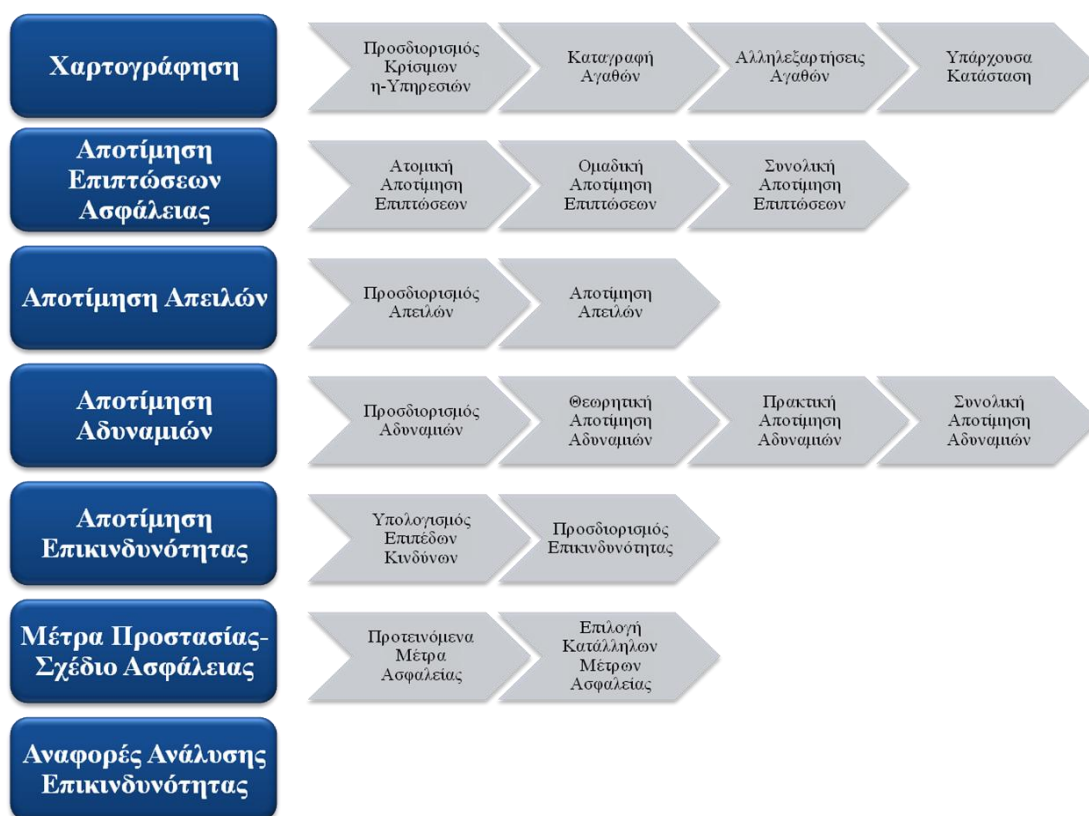 Χαρτογράφηση
Προσδιορισμός
Κρίσιμων
η-Υπηρεσιών
Καταγραφή
Αγαθών
Αλληλεξαρτήσεις
Αγαθών
Υπάρχουσα
Κατάσταση
Αποτίμηση
Επιπτώσεων
Ασφάλειας
Ατομική
Αποτίμηση
Επιπτώσεων
Ομαδική
Αποτίμηση
Επιπτώσεων
Συνολική
Αποτίμηση
Επιπτώσεων
Αποτίμηση Απειλών
Προσδιορισμός
Απειλών
Αποτίμηση
Απειλών
Αποτίμηση
Αδυναμιών
Προσδιορισμός
Αδυναμιών
Θεωρητική
Αποτίμηση
Αδυναμιών
Πρακτική
Αποτίμηση
Αδυναμιών
Συνολική
Αποτίμηση
Αδυναμιών
Αποτίμηση
Επικινδυνότητας
Υπολογισμός
Επιπέδων
Κινδύνων
Προσδιορισμός
Επικινδυνότητας
Μέτρα Προστασίας-
Σχέδιο Ασφάλειας
Προτεινόμενα
Μέτρα
Ασφαλείας
Επιλογή
Κατάλληλων
Μέτρων
Ασφαλείας
Αναφορές Ανάλυσης
Επικινδυνότητας